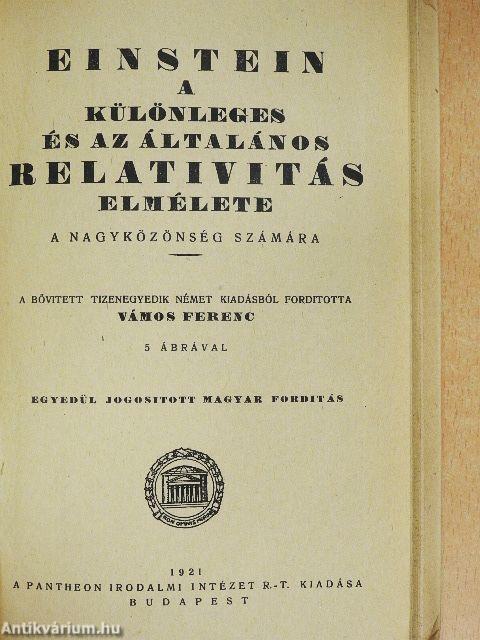 EINSTEIN
A
KÜLÖNLEGES
ÉS AZ ÁLTALÁNOS
RELATIVITÁS
ELMÉLETE
A NAGYKÖZÖNSÉG SZÁMÁRA
A BŐVITETT TIZENEGYEDIK NÉMET KIADÁSBÓL FORDITOTTA
VÁMOS FERENC
5 ÁBRÁVAL
EGYEDÜL JOGOSITOTT MAGYAR FORDITÁS
1921
A PANTHEON IRODALMI INTÉZET R.-T. KIADÁSA
BUDAPEST
Antikvárium.hu